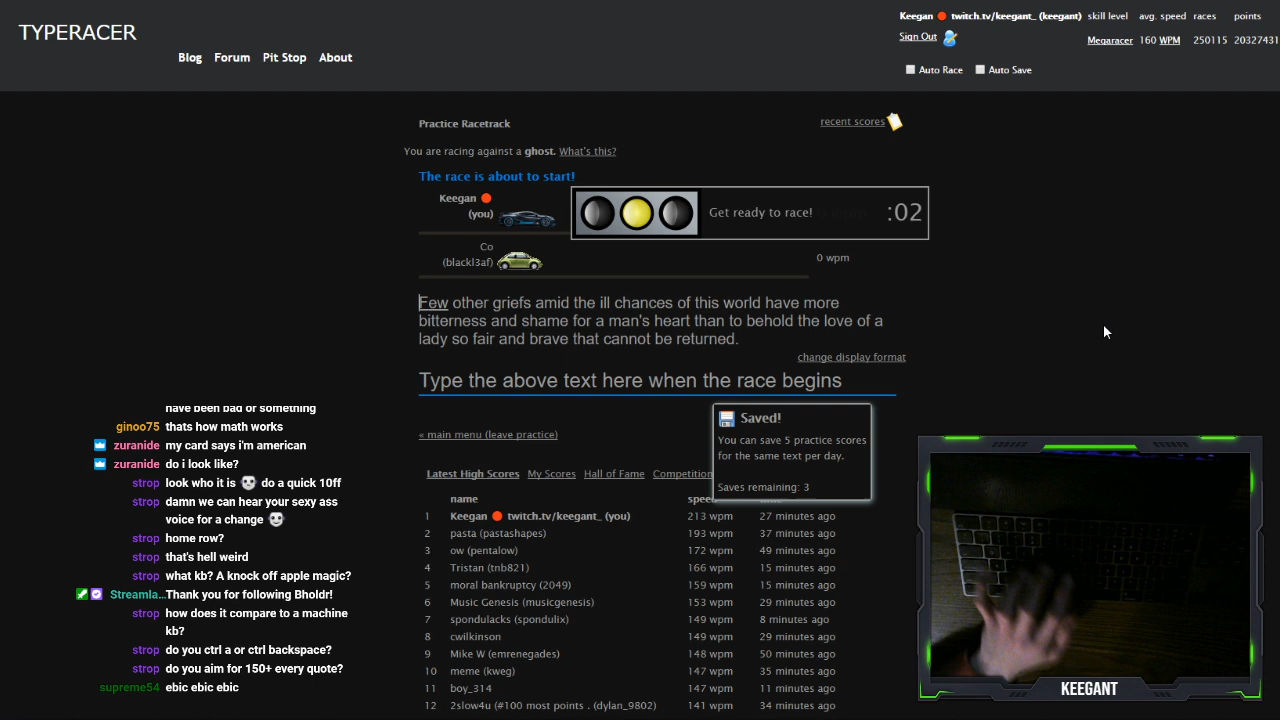 TYPERACER
Blog Forum Pit Stop About
Keegan twitch.tv/keegant_ (keegant) skill level avg. speed races points
Sign Out Megaracer 160 WPM 250115 20327431
Auto Race Auto Save
Practice Racetrack
recent scores
You are racing against a ghost. What's this?
The race is about to start!
Keegan
(you)
Get ready to race! :02
Co
(blackl3af)
0 wpm
Few other griefs amid the ill chances of this world have more
bitterness and shame for a man's heart than to behold the love of a
lady so fair and brave that cannot be returned.
change display format
Type the above text here when the race begins
Saved!
You can save 5 practice scores
for the same text per day.
Saves remaining: 3
« main menu (leave practice)
Latest High Scores My Scores Hall of Fame Competition
name
1 Keegan twitch.tv/keegant_ (you) 213 wpm 27 minutes ago
2 pasta (pastashapes) 193 wpm 37 minutes ago
3 ow (pentalow) 172 wpm 49 minutes ago
4 Tristan (tnb821) 166 wpm 15 minutes ago
5 moral bankruptcy (2049) 159 wpm 15 minutes ago
6 Music Genesis (musicgenesis) 153 wpm 29 minutes ago
7 spondulacks (spondulix) 149 wpm 8 minutes ago
8 cwilkinson 149 wpm 29 minutes ago
9 Mike W (emrenegades) 148 wpm 50 minutes ago
10 meme (kweg) 147 wpm 35 minutes ago
11 boy_314 147 wpm 11 minutes ago
12 2slow4u (#100 most points . (dylan_9802) 141 wpm 34 minutes ago
have been bad or something
ginoo75 thats how math works
zuranide my card says i'm american
zuranide do i look like?
strop look who it is do a quick 10ff
strop damn we can hear your sexy ass
voice for a change
strop home row?
strop that's hell weird
strop what kb? A knock off apple magic?
Streamla... Thank you for following Bholdr!
strop how does it compare to a machine
kb?
strop do you ctrl a or ctrl backspace?
strop do you aim for 150+ every quote?
supreme54 ebic ebic ebic
KEEGANT